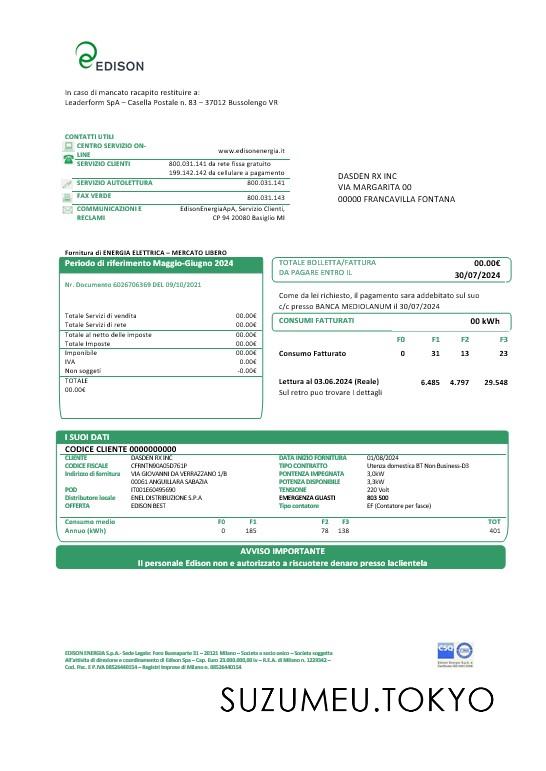 EDISON
In caso di mancato racapito restituire a:
Leaderform SpA – Casella Postale n. 83 – 37012 Bussolengo VR
CONTATTI UTILI
CENTRO SERVIZIO ON-LINE www.edisonenergia.it
SERVIZIO CLIENTI 800.031.141 da rete fissa gratuito
199.142.142 da cellulare a pagamento
SERVIZIO AUTOLETTURA 800.031.141
FAX VERDE 800.031.143
COMMUNICAZIONI E RECLAMI EdisonEnergiaApA, Servizio Clienti,
CP 94 20080 Basiglio MI
DASDEN RX INC
VIA MARGARITA 00
00000 FRANCAVILLA FONTANA
Fornitura di ENERGIA ELETTRICA – MERCATO LIBERO
Periodo di riferimento Maggio-Giugno 2024
Nr. Documento 6026706369 DEL 09/10/2021
Totale Servizi di vendita 00.00€
Totale Servizi di rete 00.00€
Totale al netto delle imposte 00.00€
Totale Imposte 00.00€
Imponibile 00.00€
IVA 0.00€
Non soggeti -0.00€
TOTALE
00.00€
TOTALE BOLLETTA/FATTURA 00.00€
DA PAGARE ENTRO IL 30/07/2024
Come da lei richiesto, il pagamento sara addebitato sul suo
c/c presso BANCA MEDIOLANUM il 30/07/2024
CONSUMI FATTURATI 00 kWh
F0 F1 F2 F3
Consumo Fatturato 0 31 13 23
Lettura al 03.06.2024 (Reale) 6.485 4.797 29.548
Sul retro puo trovare I dettagli
I SUOI DATI
CODICE CLIENTE 0000000000
CLIENTE DASDEN RX INC DATA INIZIO FORNITURA 01/08/2024
CODICE FISCALE CFRNTN90A05D761P TIPO CONTRATTO Utenza domestica BT Non Business-D3
Indirizzo di fornitura VIA GIOVANNI DA VERRAZZANO 1/B PONTENZA IMPEGNATA 3,0kW
00061 ANGUILLARA SABAZIA POTENZA DISPONIBILE 3,3kW
POD IT001E60495690 TENSIONE 220 Volt
Distributore locale ENEL DISTRIBUZIONE S.P.A EMERGENZA GUASTI 803 500
OFFERTA EDISON BEST Tipo contatore EF (Contatore per fasce)
Consumo medio F0 F1 F2 F3 TOT
Annuo (kWh) 0 185 78 138 401
AVVISO IMPORTANTE
Il personale Edison non e autorizzato a riscuotere denaro presso laclientela
EDISON ENERGIA S.p.A.- Sede Legale: Foro Buonaparte 31 – 20121 Milano – Societa a socio unico – Societa soggetta
All'attivita di direzione e coordinamento di Edison Spa – Cap. Euro 23.000.000,00 iv – R.E.A. di Milano n. 1229342 –
Cod. Fisc. E P.IVA 08526440154 – Registri Imprese di Milano n. 08526440154
CSQ
SUZUMEU.TOKYO